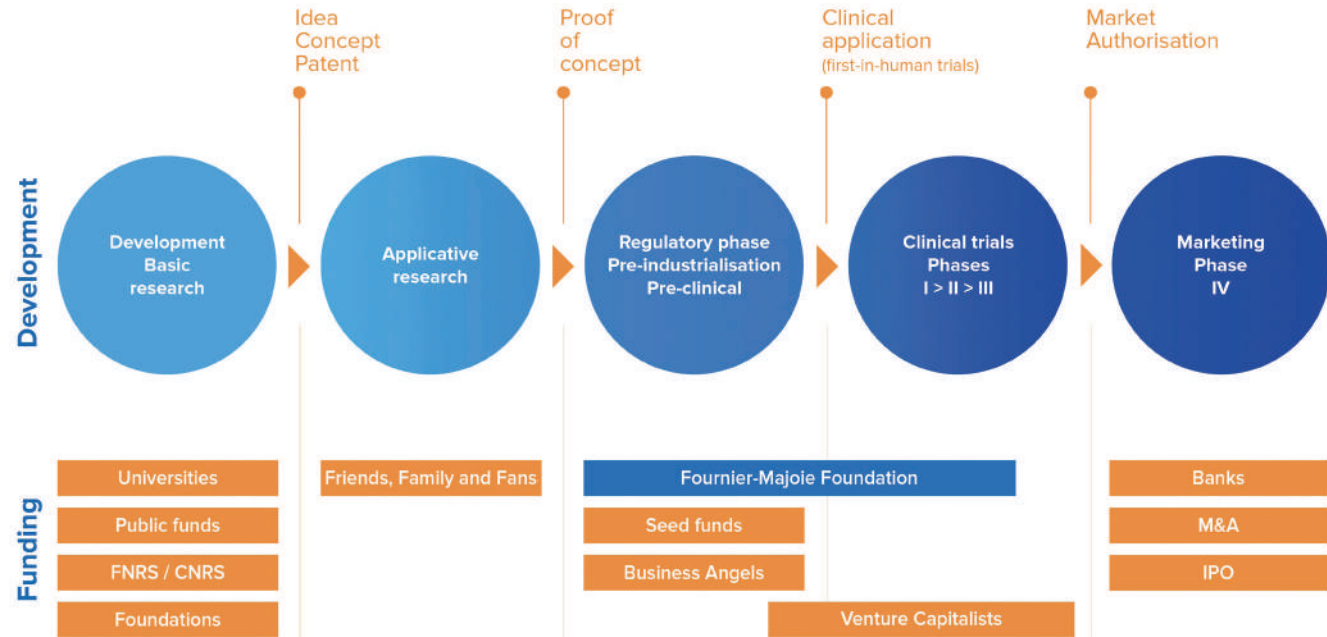 Idea
Concept
Patent
Proof
of
concept
Clinical
application
(first-in-human trials)
Market
Authorisation
Development
Development
Basic
research
Applicative
research
Regulatory phase
Pre-industrialisation
Pre-clinical
Clinical trials
Phases
I > II > III
Marketing
Phase
IV
Funding
Universities
Friends, Family and Fans
Fournier-Majoie Foundation
Banks
Public funds
Seed funds
M&A
FNRS / CNRS
Business Angels
IPO
Foundations
Venture Capitalists